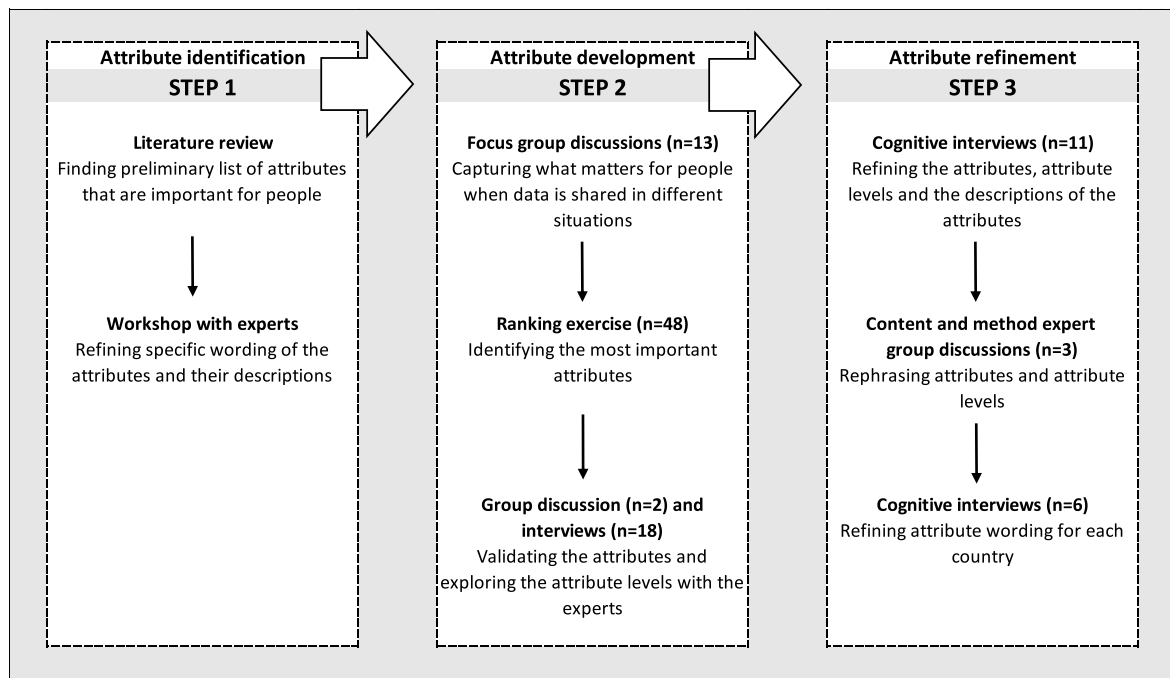 Attribute identification
STEP 1
Literature review
Finding preliminary list of attributes
that are important for people
Workshop with experts
Refining specific wording of the
attributes and their descriptions
Attribute development
STEP 2
Focus group discussions (n=13)
Capturing what matters for people
when data is shared in different
situations
Ranking exercise (n=48)
Identifying the most important
attributes
Group discussion (n=2) and
interviews (n=18)
Validating the attributes and
exploring the attribute levels with the
experts
Attribute refinement
STEP 3
Cognitive interviews (n=11)
Refining the attributes, attribute
levels and the descriptions of the
attributes
Content and method expert
group discussions (n=3)
Rephrasing attributes and attribute
levels
Cognitive interviews (n=6)
Refining attribute wording for each
country